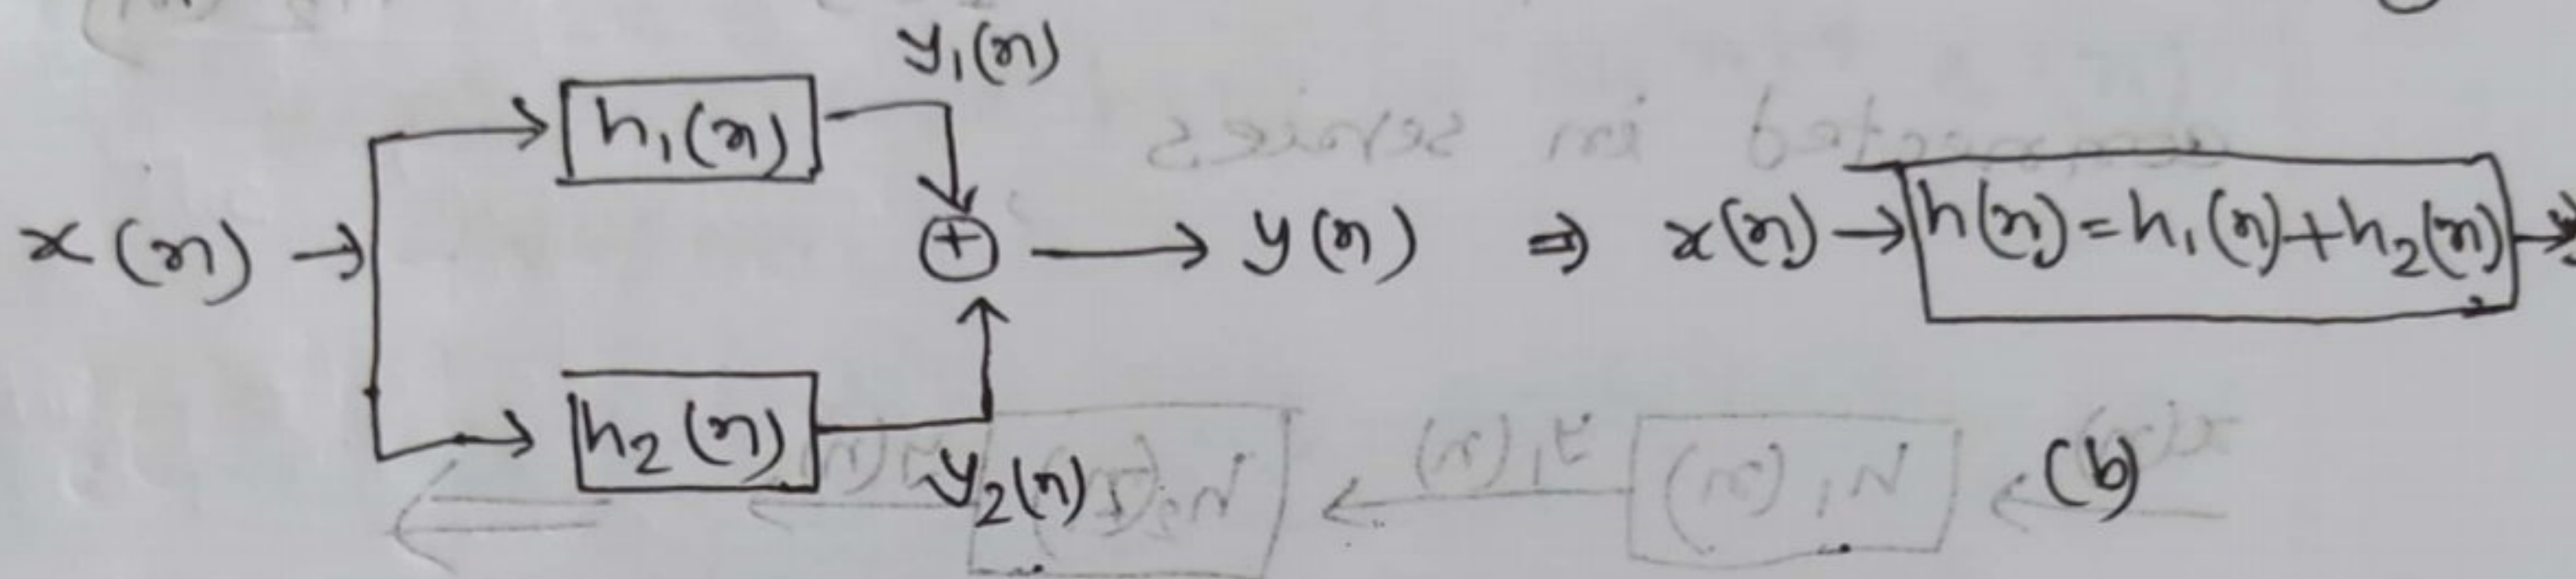 y₁(n)
h₁(n)
x(n) → ⊕ → y(n) ⇒ x(n) → h(n)=h₁(n)+h₂(n) →
h₂(n)
y₂(n)
(b)